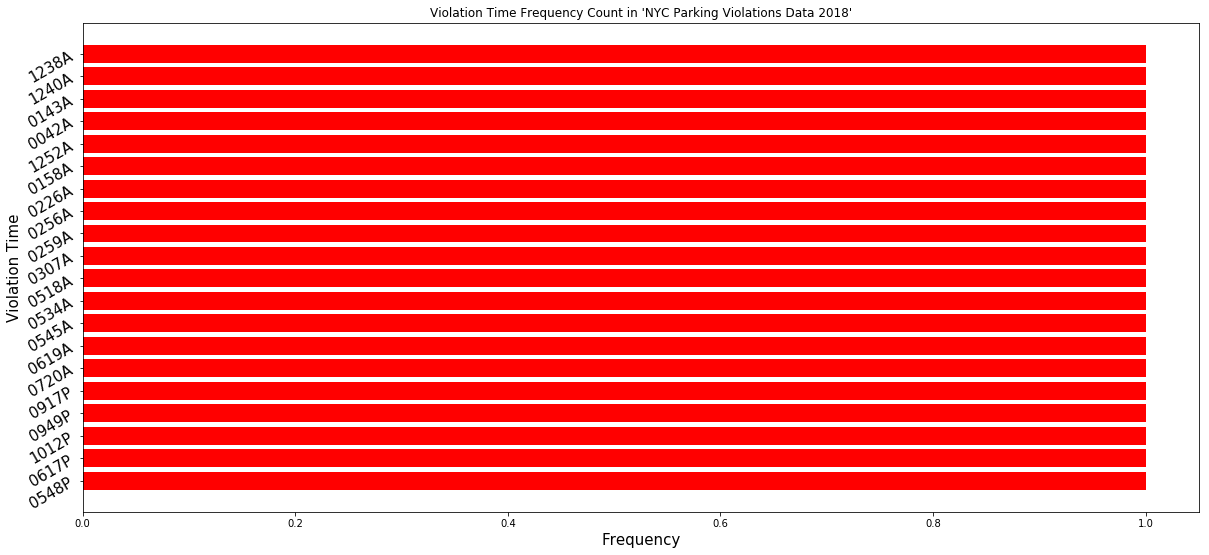 Violation Time Frequency Count in 'NYC Parking Violations Data 2018'
Violation Time
1238A
1240A
0143A
0042A
1252A
0158A
0226A
0256A
0259A
0307A
0518A
0534A
0545A
0619A
0720A
0917P
0949P
1012P
0617P
0548P
0.0 0.2 0.4 0.6 0.8 1.0
Frequency